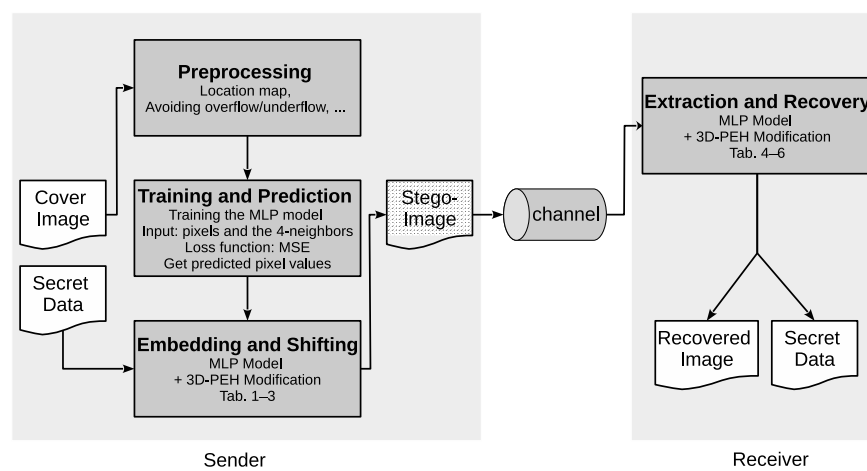 Preprocessing
Location map,
Avoiding overflow/underflow, ...
Cover
Image
Training and Prediction
Training the MLP model
Input: pixels and the 4-neighbors
Loss function: MSE
Get predicted pixel values
Secret
Data
Embedding and Shifting
MLP Model
+ 3D-PEH Modification
Tab. 1–3
Stego-
Image
channel
Extraction and Recovery
MLP Model
+ 3D-PEH Modification
Tab. 4–6
Recovered
Image
Secret
Data
Sender
Receiver